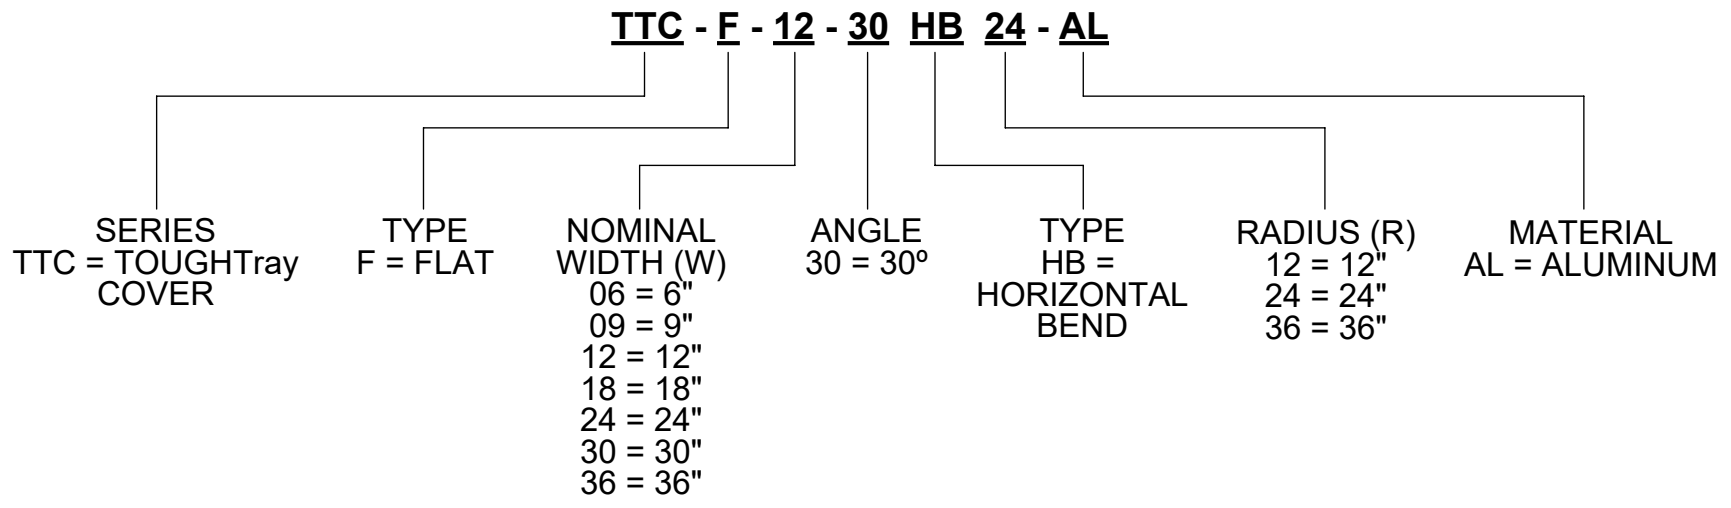 TTC - F - 12 - 30 HB 24 - AL
SERIES
TTC = TOUGHTray
COVER
TYPE
F = FLAT
NOMINAL
WIDTH (W)
06 = 6"
09 = 9"
12 = 12"
18 = 18"
24 = 24"
30 = 30"
36 = 36"
ANGLE
30 = 30º
TYPE
HB =
HORIZONTAL
BEND
RADIUS (R)
12 = 12"
24 = 24"
36 = 36"
MATERIAL
AL = ALUMINUM